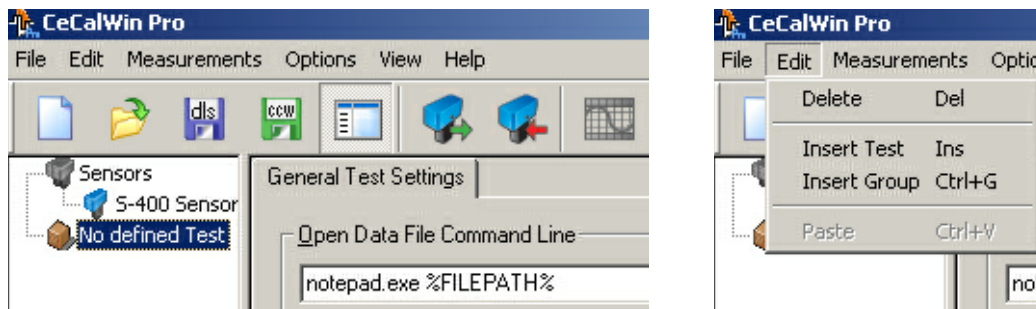 CeCalWin Pro
File Edit Measurements Options View Help
dls ccw
Sensors
S-400 Sensor
No defined Test
General Test Settings
Open Data File Command Line
notepad.exe %FILEPATH%
CeCalWin Pro
File Edit Measurements Optio
Delete Del
Insert Test Ins
Insert Group Ctrl+G
Paste Ctrl+V
no